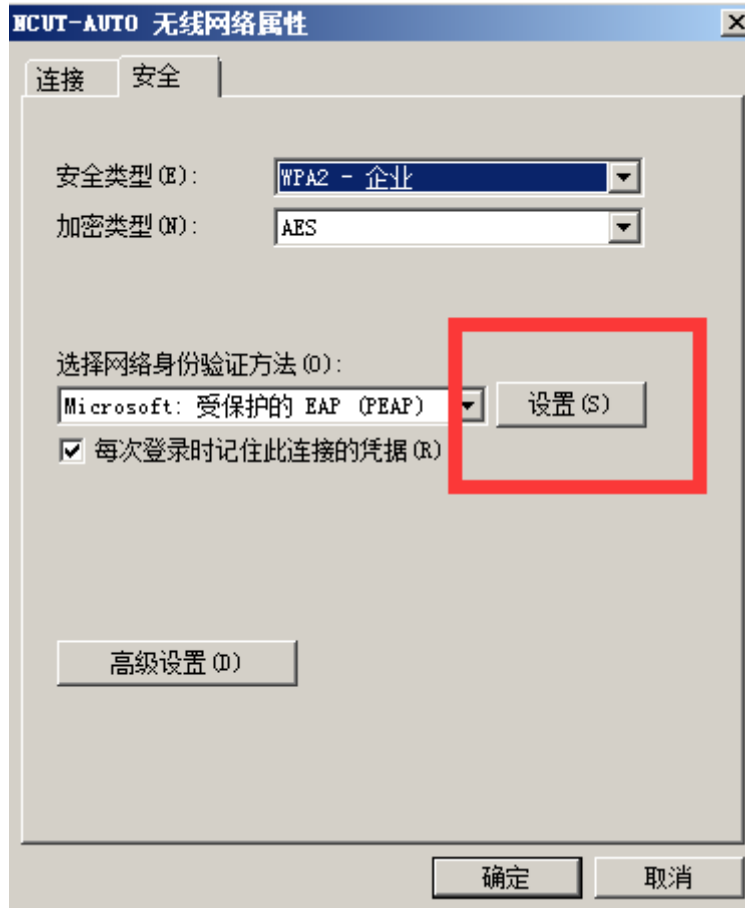 NCUT-AUTO 无线网络属性
连接 安全
安全类型(E): WPA2 - 企业
加密类型(N): AES
选择网络身份验证方法(O):
Microsoft: 受保护的 EAP (PEAP) 设置(S)
每次登录时记住此连接的凭据(R)
高级设置(D)
确定 取消